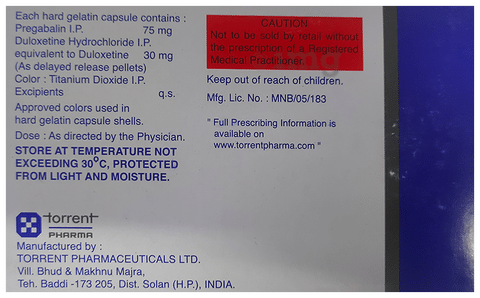 Each hard gelatin capsule contains :
Pregabalin I.P. 75 mg
Duloxetine Hydrochloride I.P.
equivalent to Duloxetine 30 mg
(As delayed release pellets)
Color : Titanium Dioxide I.P.
Excipients q.s.
Approved colors used in
hard gelatin capsule shells.
Dose : As directed by the Physician.
STORE AT TEMPERATURE NOT
EXCEEDING 30°C, PROTECTED
FROM LIGHT AND MOISTURE.
CAUTION
Not to be sold by retail without
the prescription of a Registered
Medical Practitioner.
Keep out of reach of children.
Mfg. Lic. No. : MNB/05/183
" Full Prescribing Information is
available on
www.torrentpharma.com "
torrent
PHARMA
Manufactured by :
TORRENT PHARMACEUTICALS LTD.
Vill. Bhud & Makhnu Majra,
Teh. Baddi -173 205, Dist. Solan (H.P.), INDIA.